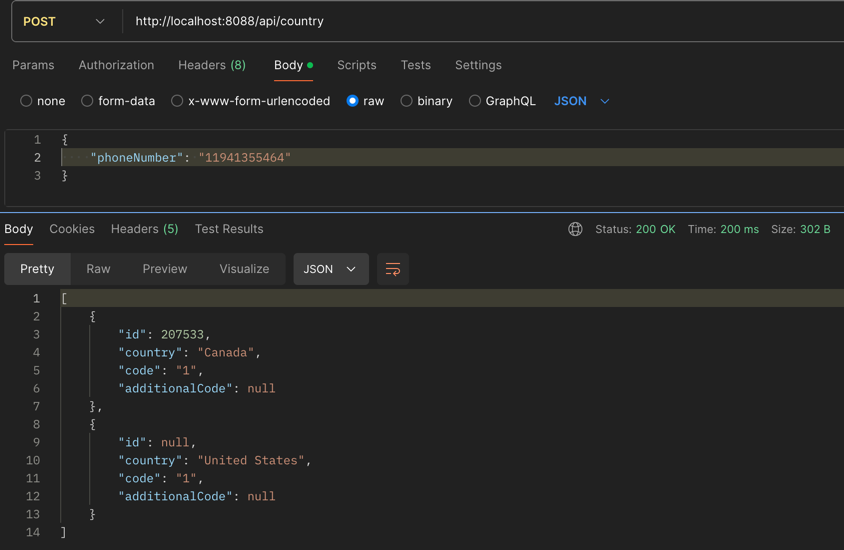 POST http://localhost:8088/api/country
Params Authorization Headers (8) Body Scripts Tests Settings
none form-data x-www-form-urlencoded raw binary GraphQL JSON
1 {
2 "phoneNumber": "11941355464"
3 }
Body Cookies Headers (5) Test Results Status: 200 OK Time: 200 ms Size: 302 B
Pretty Raw Preview Visualize JSON
1 [
2 {
3 "id": 207533,
4 "country": "Canada",
5 "code": "1",
6 "additionalCode": null
7 },
8 {
9 "id": null,
10 "country": "United States",
11 "code": "1",
12 "additionalCode": null
13 }
14 ]